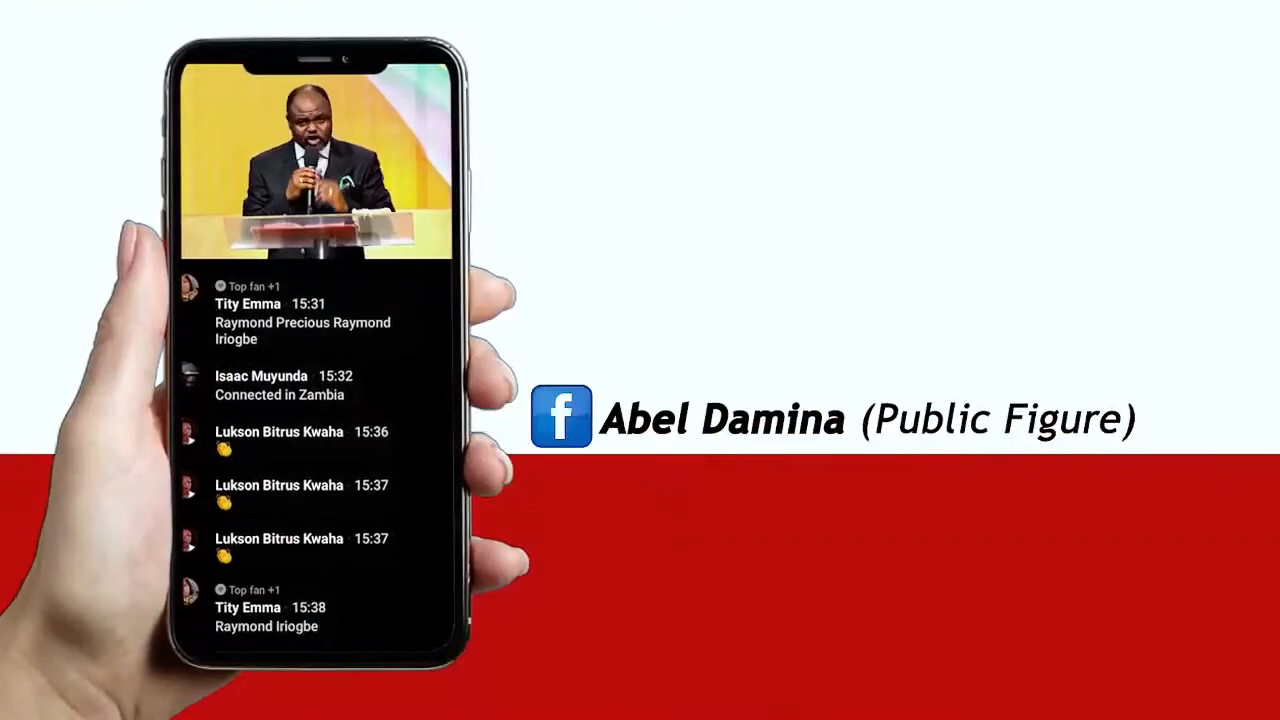 Top fan +1
Tity Emma · 15:31
Raymond Precious Raymond
Iriogbe
Isaac Muyunda · 15:32
Connected in Zambia
Lukson Bitrus Kwaha · 15:36
👏
Lukson Bitrus Kwaha · 15:37
👏
Lukson Bitrus Kwaha · 15:37
👏
Top fan +1
Tity Emma · 15:38
Raymond Iriogbe
f Abel Damina (Public Figure)